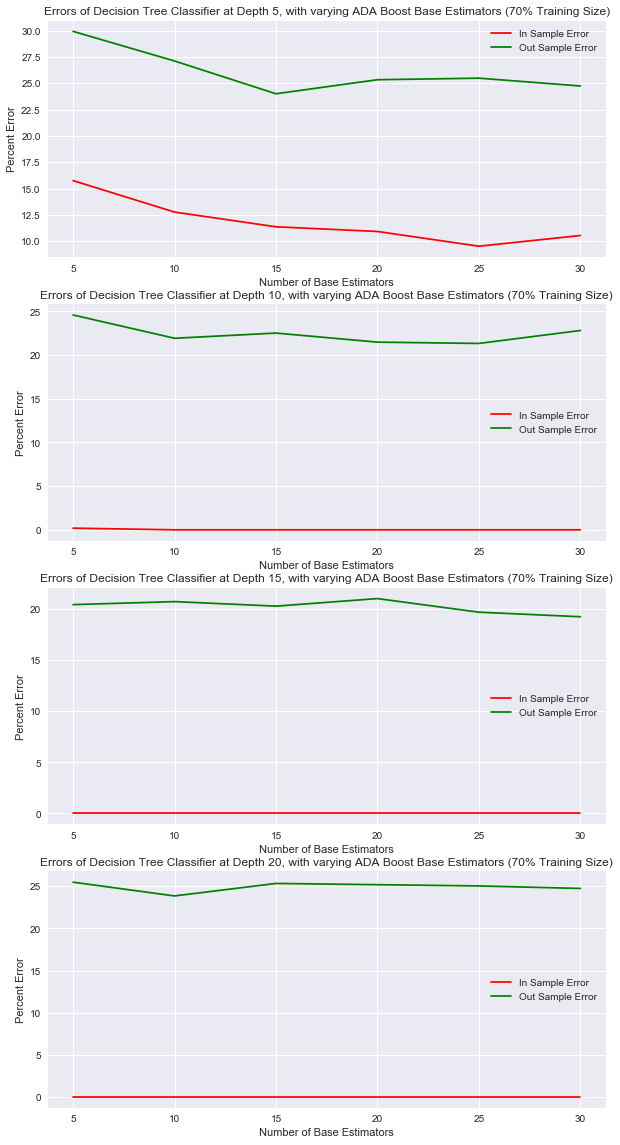 Errors of Decision Tree Classifier at Depth 5, with varying ADA Boost Base Estimators (70% Training Size)
30.0
27.5
25.0
22.5
20.0
17.5
15.0
12.5
10.0
Percent Error
In Sample Error
Out Sample Error
5 10 15 20 25 30
Number of Base Estimators
Errors of Decision Tree Classifier at Depth 10, with varying ADA Boost Base Estimators (70% Training Size)
25
20
15
10
5
0
Percent Error
In Sample Error
Out Sample Error
5 10 15 20 25 30
Number of Base Estimators
Errors of Decision Tree Classifier at Depth 15, with varying ADA Boost Base Estimators (70% Training Size)
20
15
10
5
0
Percent Error
In Sample Error
Out Sample Error
5 10 15 20 25 30
Number of Base Estimators
Errors of Decision Tree Classifier at Depth 20, with varying ADA Boost Base Estimators (70% Training Size)
25
20
15
10
5
0
Percent Error
In Sample Error
Out Sample Error
5 10 15 20 25 30
Number of Base Estimators